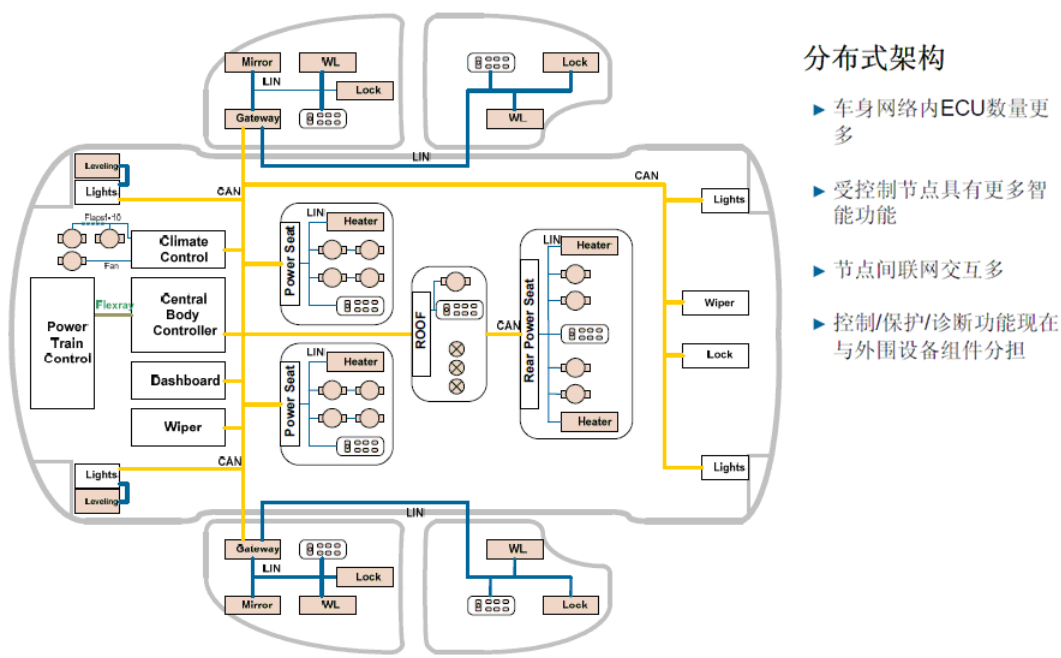 Mirror
WL
LIN
Lock
Gateway
Lock
WL
LIN
Leveling
Lights
CAN
CAN
Lights
Flapsf-10
Fan
Climate
Control
Power Seat
LIN
Heater
Power
Train
Control
Flexray
Central
Body
Controller
ROOF
CAN
Rear Power Seat
LIN
Heater
Heater
Wiper
Lock
Dashboard
Wiper
Power Seat
LIN
Heater
CAN
Lights
Leveling
Lights
LIN
Gateway
LIN
Lock
Mirror
WL
WL
Lock
分布式架构
车身网络内ECU数量更
多
受控制节点具有更多智
能功能
节点间联网交互多
控制/保护/诊断功能现在
与外围设备组件分担